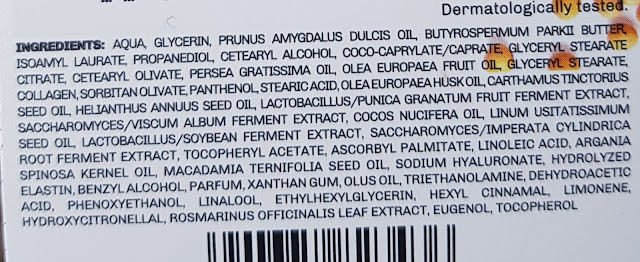 Dermatologically tested.
INGREDIENTS: AQUA, GLYCERIN, PRUNUS AMYGDALUS DULCIS OIL, BUTYROSPERMUM PARKII BUTTER,
ISOAMYL LAURATE, PROPANEDIOL, CETEARYL ALCOHOL, COCO-CAPRYLATE/CAPRATE, GLYCERYL STEARATE
CITRATE, CETEARYL OLIVATE, PERSEA GRATISSIMA OIL, OLEA EUROPAEA FRUIT OIL, GLYCERYL STEARATE,
COLLAGEN, SORBITAN OLIVATE, PANTHENOL, STEARIC ACID, OLEA EUROPAEA HUSK OIL, CARTHAMUS TINCTORIUS
SEED OIL, HELIANTHUS ANNUUS SEED OIL, LACTOBACILLUS/PUNICA GRANATUM FRUIT FERMENT EXTRACT,
SACCHAROMYCES/VISCUM ALBUM FERMENT EXTRACT, COCOS NUCIFERA OIL, LINUM USITATISSIMUM
SEED OIL, LACTOBACILLUS/SOYBEAN FERMENT EXTRACT, SACCHAROMYCES/IMPERATA CYLINDRICA
ROOT FERMENT EXTRACT, TOCOPHERYL ACETATE, ASCORBYL PALMITATE, LINOLEIC ACID, ARGANIA
SPINOSA KERNEL OIL, MACADAMIA TERNIFOLIA SEED OIL, SODIUM HYALURONATE, HYDROLYZED
ELASTIN, BENZYL ALCOHOL, PARFUM, XANTHAN GUM, OLUS OIL, TRIETHANOLAMINE, DEHYDROACETIC
ACID, PHENOXYETHANOL, LINALOOL, ETHYLHEXYLGLYCERIN, HEXYL CINNAMAL, LIMONENE,
HYDROXYCITRONELLAL, ROSMARINUS OFFICINALIS LEAF EXTRACT, EUGENOL, TOCOPHEROL